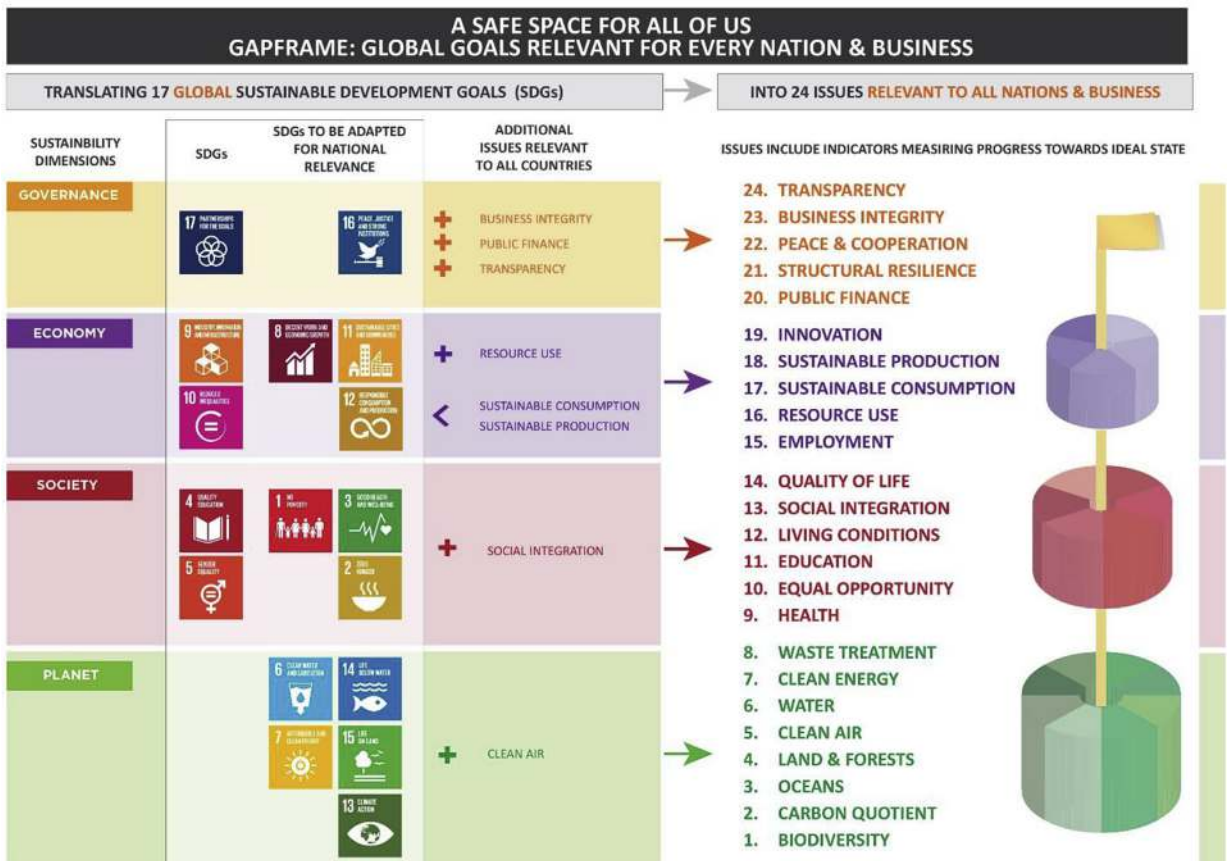 A SAFE SPACE FOR ALL OF US
GAPFRAME: GLOBAL GOALS RELEVANT FOR EVERY NATION & BUSINESS
TRANSLATING 17 GLOBAL SUSTAINABLE DEVELOPMENT GOALS (SDGs)
INTO 24 ISSUES RELEVANT TO ALL NATIONS & BUSINESS
SUSTAINBILITY
DIMENSIONS
SDGs
SDGs TO BE ADAPTED
FOR NATIONAL
RELEVANCE
ADDITIONAL
ISSUES RELEVANT
TO ALL COUNTRIES
ISSUES INCLUDE INDICATORS MEASIRING PROGRESS TOWARDS IDEAL STATE
GOVERNANCE
17 PARTNERSHIPS
FOR THE GOALS
16 PEACE, JUSTICE
AND STRONG
INSTITUTIONS
+ BUSINESS INTEGRITY
+ PUBLIC FINANCE
+ TRANSPARENCY
24. TRANSPARENCY
23. BUSINESS INTEGRITY
22. PEACE & COOPERATION
21. STRUCTURAL RESILIENCE
20. PUBLIC FINANCE
ECONOMY
9 INDUSTRY, INNOVATION
AND INFRASTRUCTURE
8 DECENT WORK AND
ECONOMIC GROWTH
11 SUSTAINABLE CITIES
AND COMMUNITIES
10 REDUCED
INEQUALITIES
12 RESPONSIBLE
CONSUMPTION
AND PRODUCTION
+ RESOURCE USE
< SUSTAINABLE CONSUMPTION
SUSTAINABLE PRODUCTION
19. INNOVATION
18. SUSTAINABLE PRODUCTION
17. SUSTAINABLE CONSUMPTION
16. RESOURCE USE
15. EMPLOYMENT
SOCIETY
4 QUALITY
EDUCATION
1 NO
POVERTY
3 GOOD HEALTH
AND WELL-BEING
5 GENDER
EQUALITY
2 ZERO
HUNGER
+ SOCIAL INTEGRATION
14. QUALITY OF LIFE
13. SOCIAL INTEGRATION
12. LIVING CONDITIONS
11. EDUCATION
10. EQUAL OPPORTUNITY
9. HEALTH
PLANET
6 CLEAN WATER
AND SANITATION
14 LIFE
BELOW WATER
7 AFFORDABLE AND
CLEAN ENERGY
15 LIFE
ON LAND
13 CLIMATE
ACTION
+ CLEAN AIR
8. WASTE TREATMENT
7. CLEAN ENERGY
6. WATER
5. CLEAN AIR
4. LAND & FORESTS
3. OCEANS
2. CARBON QUOTIENT
1. BIODIVERSITY